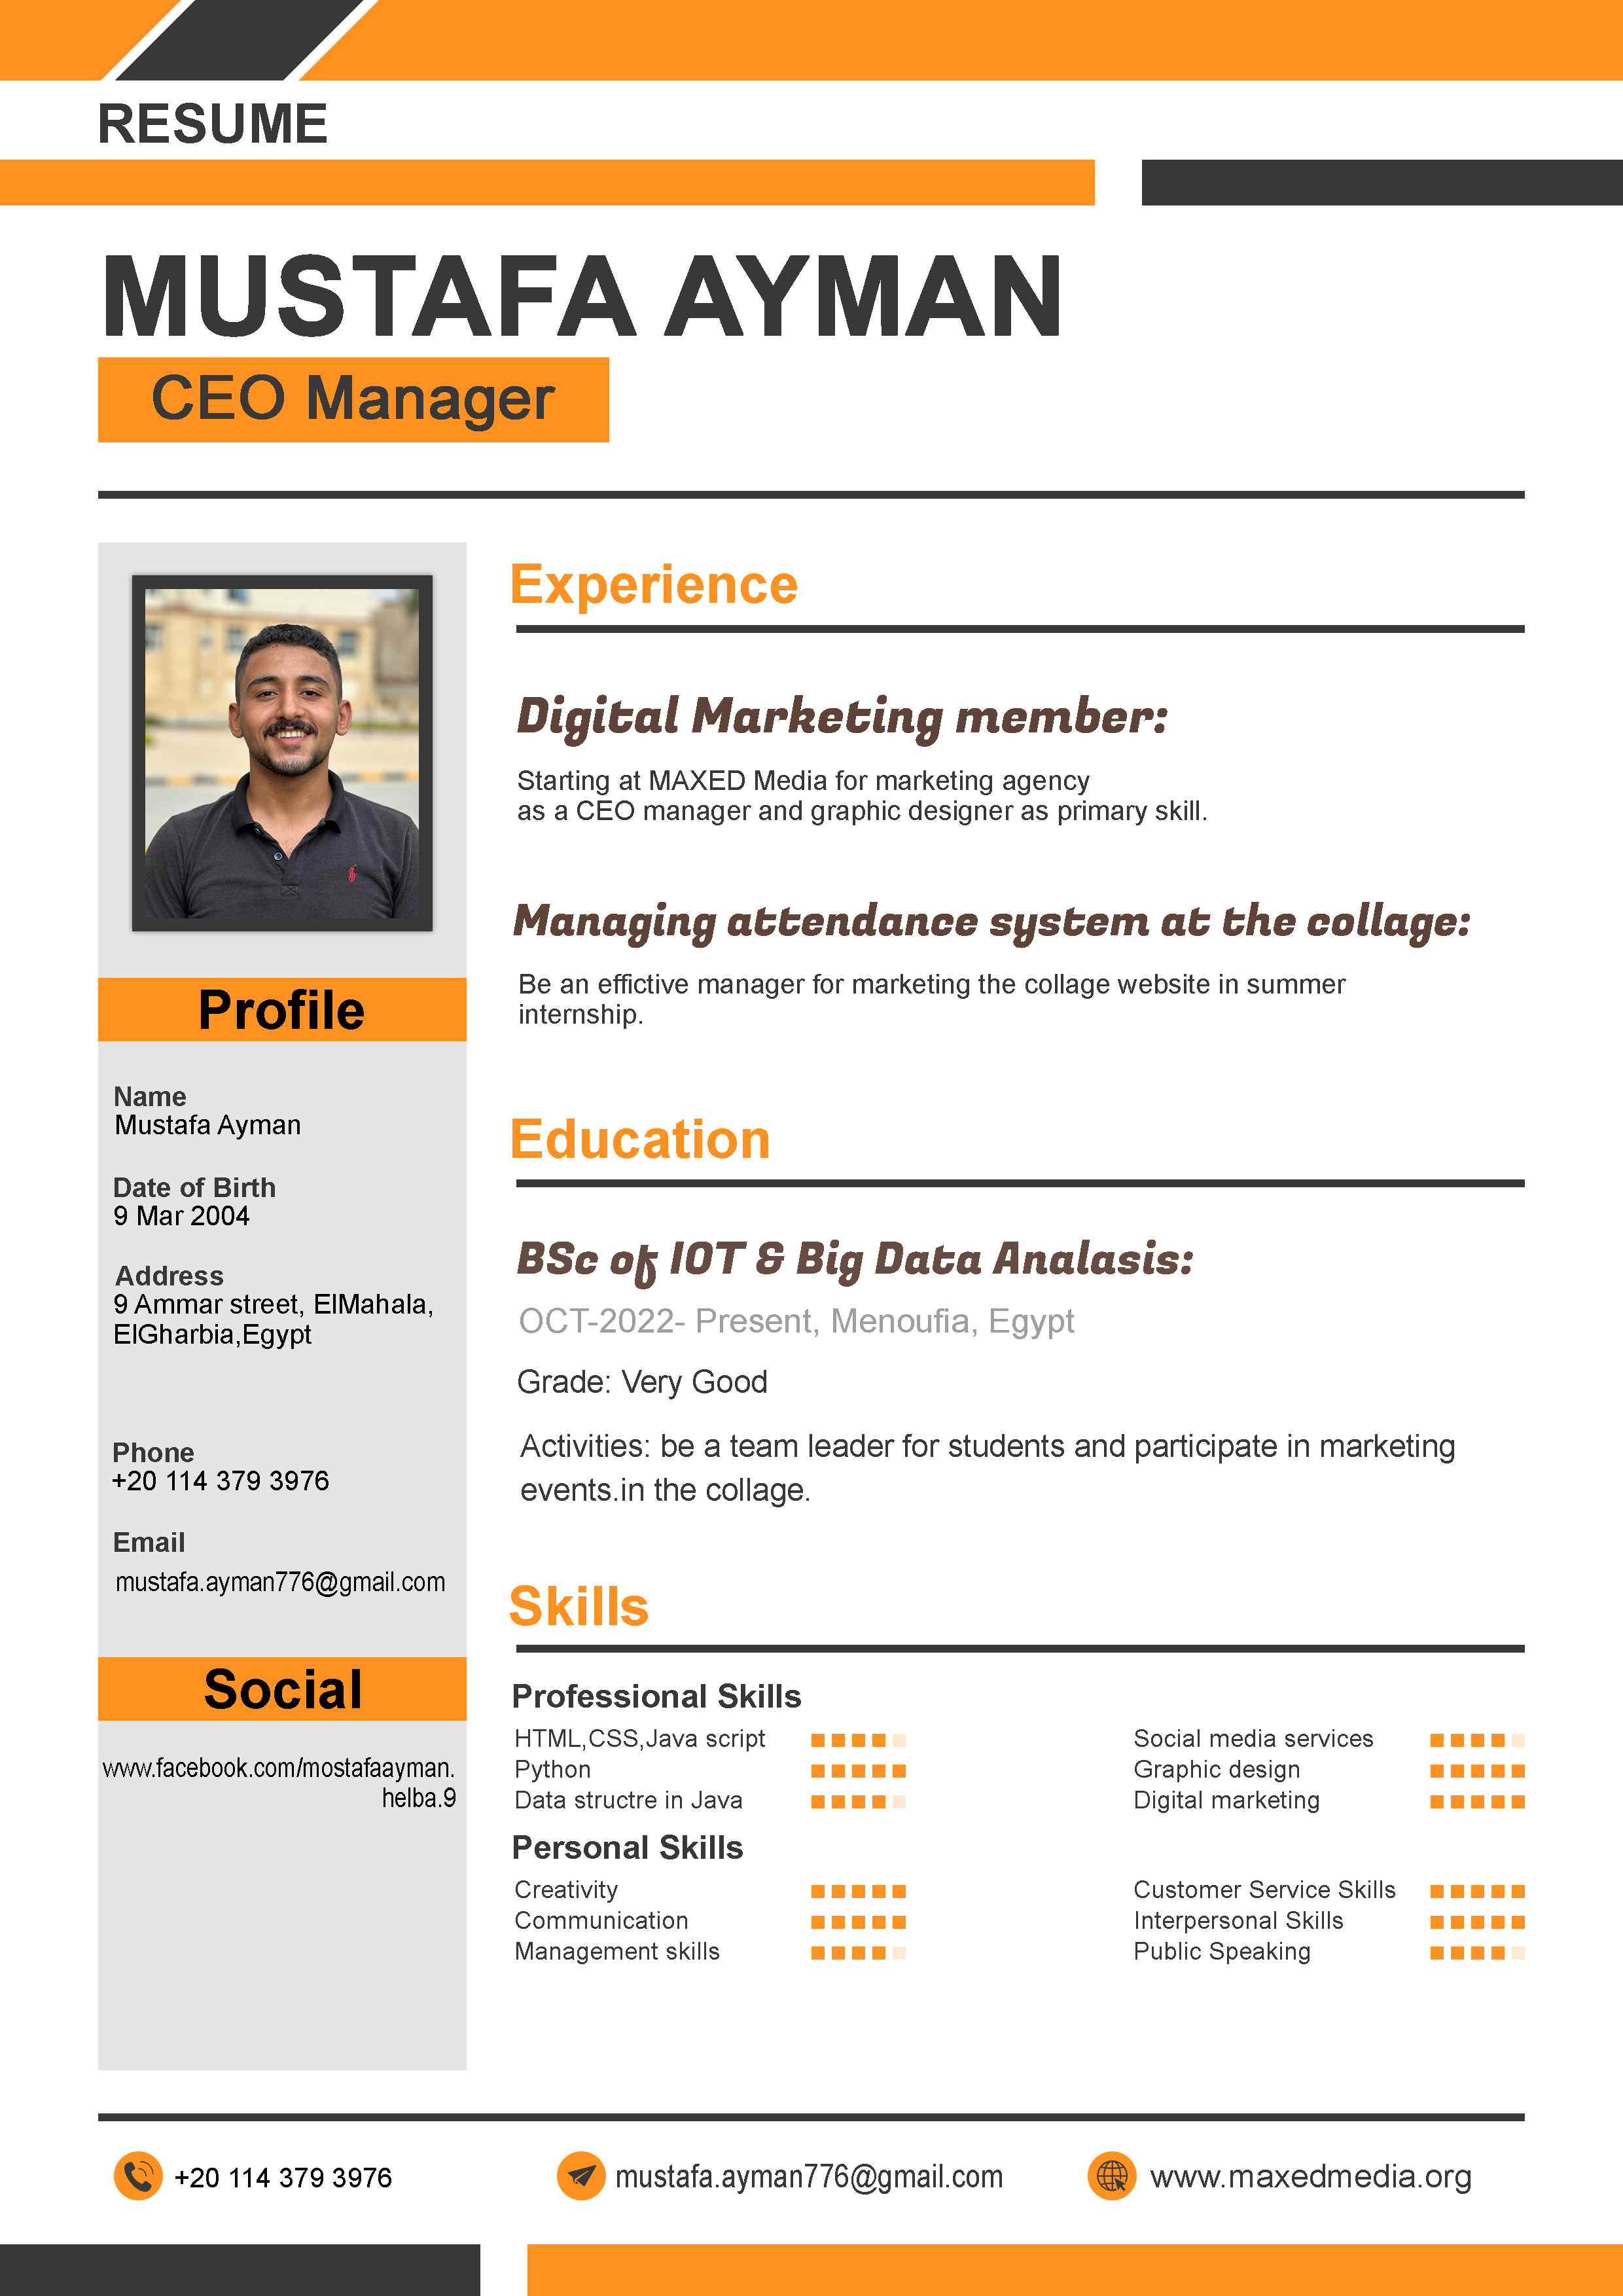 RESUME
MUSTAFA AYMAN
CEO Manager
Profile
Name
Mustafa Ayman
Date of Birth
9 Mar 2004
Address
9 Ammar street, ElMahala,
ElGharbia,Egypt
Phone
+20 114 379 3976
Email
mustafa.ayman776@gmail.com
Social
www.facebook.com/mostafaayman.
helba.9
Experience
Digital Marketing member:
Starting at MAXED Media for marketing agency
as a CEO manager and graphic designer as primary skill.
Managing attendance system at the collage:
Be an effictive manager for marketing the collage website in summer
internship.
Education
BSc of IOT & Big Data Analasis:
OCT-2022- Present, Menoufia, Egypt
Grade: Very Good
Activities: be a team leader for students and participate in marketing
events.in the collage.
Skills
Professional Skills
HTML,CSS,Java script
Python
Data structre in Java
Social media services
Graphic design
Digital marketing
Personal Skills
Creativity
Communication
Management skills
Customer Service Skills
Interpersonal Skills
Public Speaking
+20 114 379 3976
mustafa.ayman776@gmail.com
www.maxedmedia.org